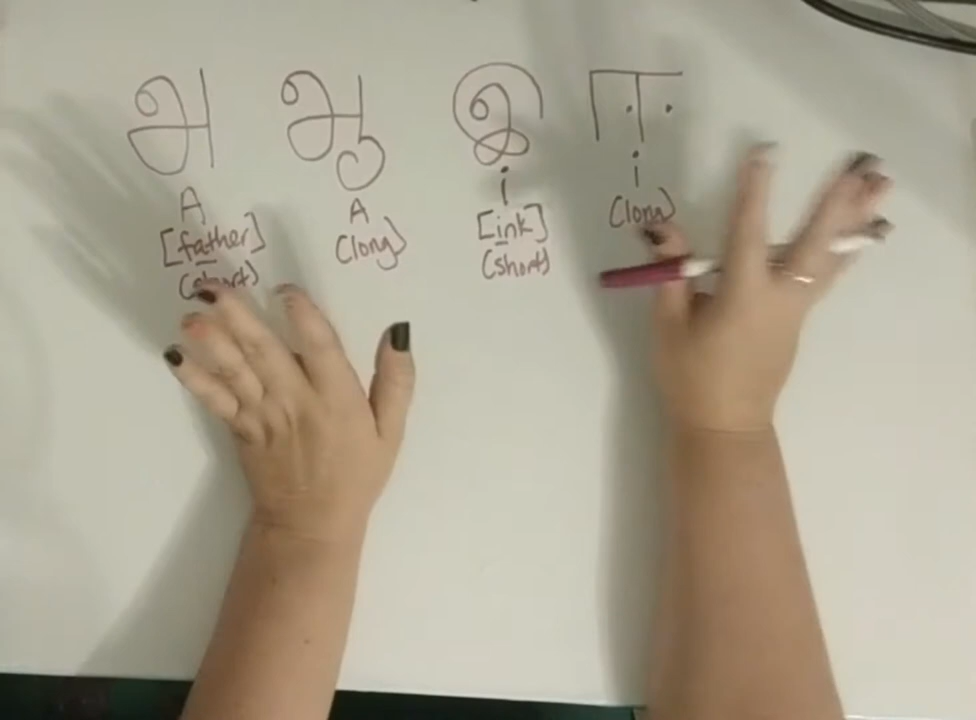 அ ஆ இ ஈ
A A i i
[father] (long) [ink] (long)
(short) (short)